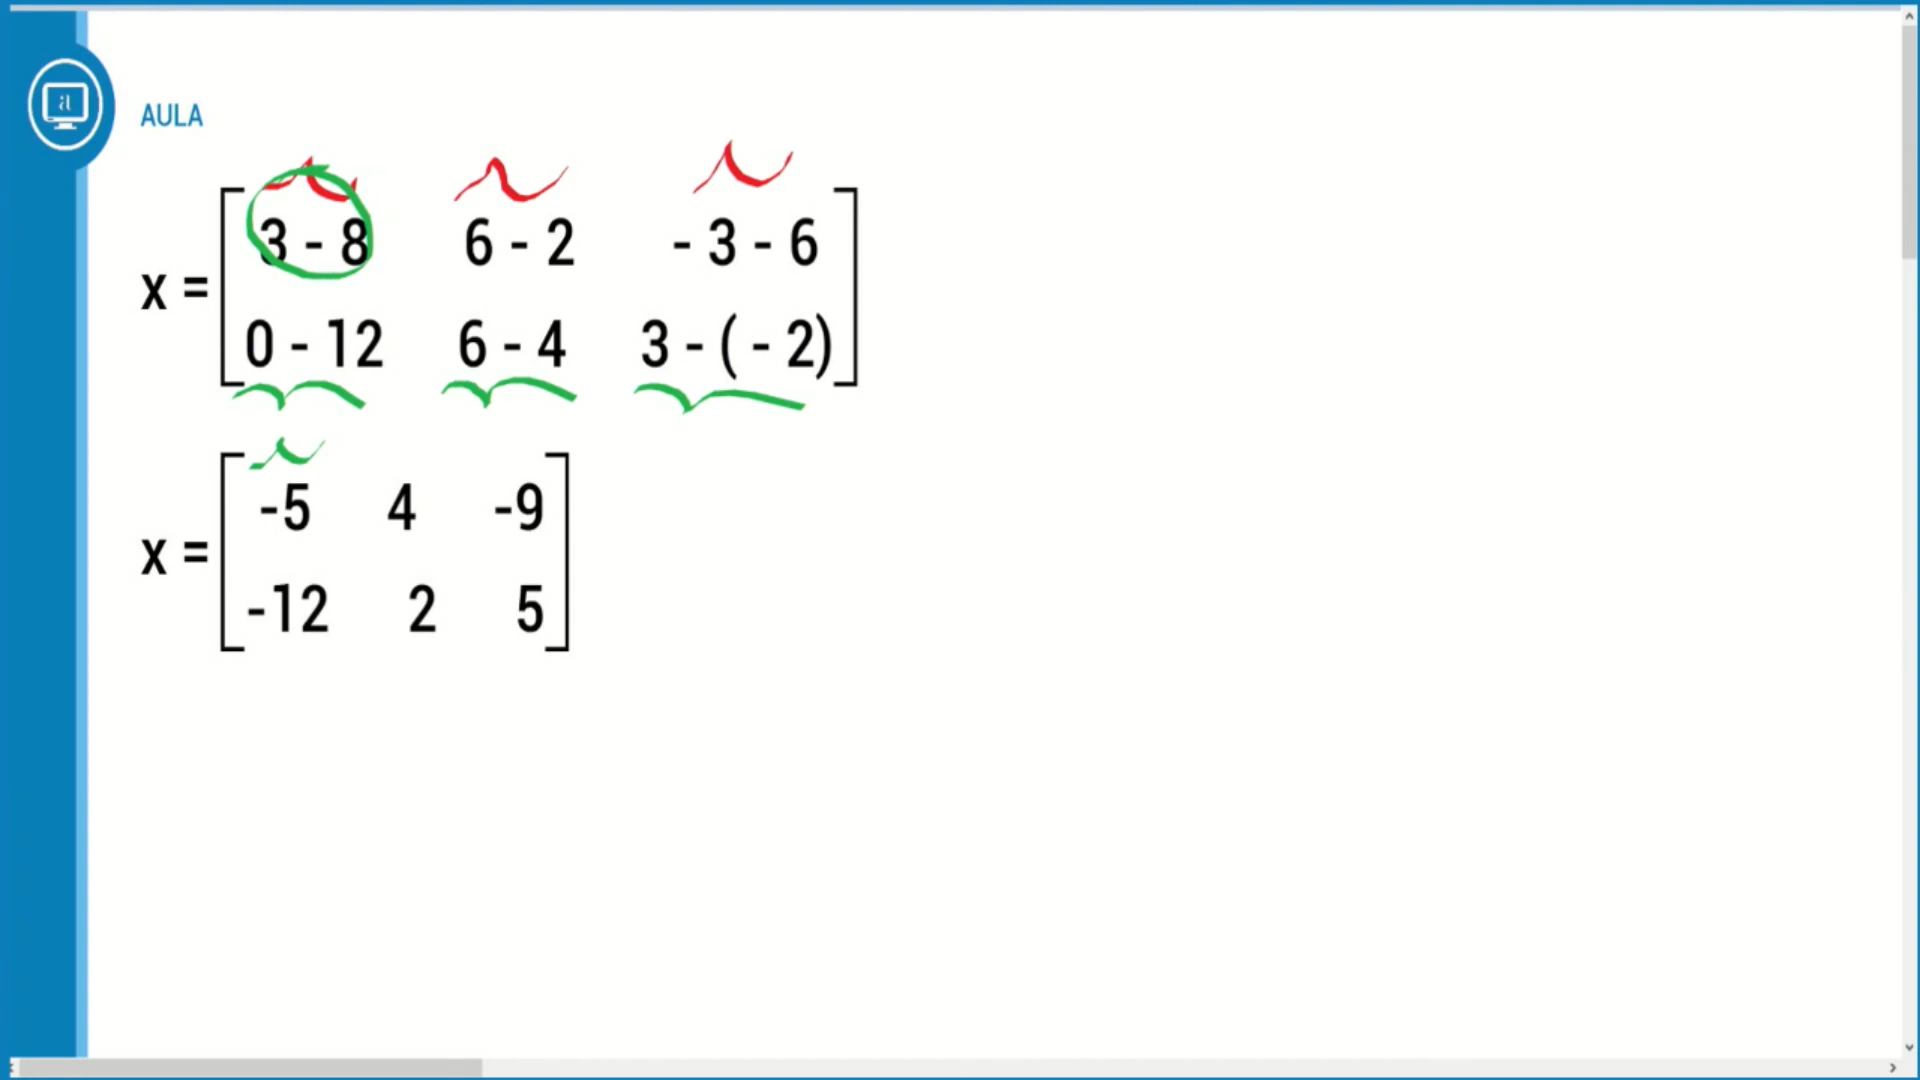 a
AULA
3 - 8 6 - 2 - 3 - 6
x =
0 - 12 6 - 4 3 - ( - 2)
-5 4 -9
x =
-12 2 5